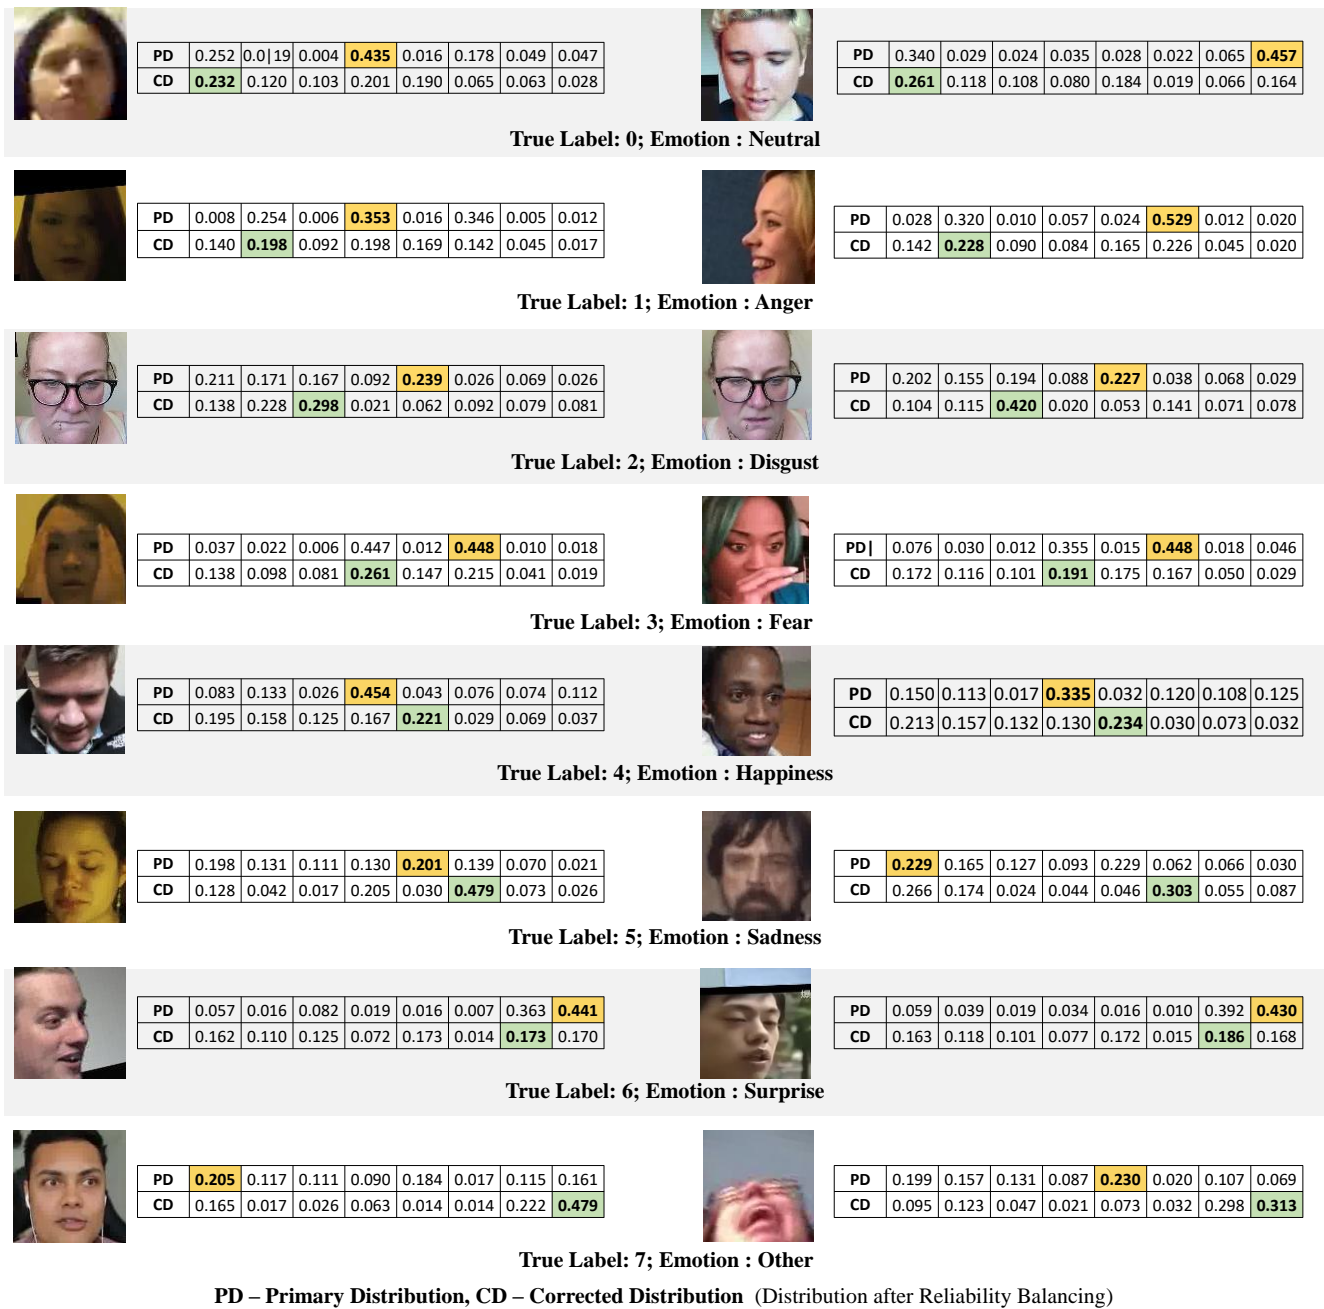 PD 0.252 0.0|19 0.004 0.435 0.016 0.178 0.049 0.047
CD 0.232 0.120 0.103 0.201 0.190 0.065 0.063 0.028
PD 0.340 0.029 0.024 0.035 0.028 0.022 0.065 0.457
CD 0.261 0.118 0.108 0.080 0.184 0.019 0.066 0.164
True Label: 0; Emotion : Neutral
PD 0.008 0.254 0.006 0.353 0.016 0.346 0.005 0.012
CD 0.140 0.198 0.092 0.198 0.169 0.142 0.045 0.017
PD 0.028 0.320 0.010 0.057 0.024 0.529 0.012 0.020
CD 0.142 0.228 0.090 0.084 0.165 0.226 0.045 0.020
True Label: 1; Emotion : Anger
PD 0.211 0.171 0.167 0.092 0.239 0.026 0.069 0.026
CD 0.138 0.228 0.298 0.021 0.062 0.092 0.079 0.081
PD 0.202 0.155 0.194 0.088 0.227 0.038 0.068 0.029
CD 0.104 0.115 0.420 0.020 0.053 0.141 0.071 0.078
True Label: 2; Emotion : Disgust
PD 0.037 0.022 0.006 0.447 0.012 0.448 0.010 0.018
CD 0.138 0.098 0.081 0.261 0.147 0.215 0.041 0.019
PD| 0.076 0.030 0.012 0.355 0.015 0.448 0.018 0.046
CD 0.172 0.116 0.101 0.191 0.175 0.167 0.050 0.029
True Label: 3; Emotion : Fear
PD 0.083 0.133 0.026 0.454 0.043 0.076 0.074 0.112
CD 0.195 0.158 0.125 0.167 0.221 0.029 0.069 0.037
PD 0.150 0.113 0.017 0.335 0.032 0.120 0.108 0.125
CD 0.213 0.157 0.132 0.130 0.234 0.030 0.073 0.032
True Label: 4; Emotion : Happiness
PD 0.198 0.131 0.111 0.130 0.201 0.139 0.070 0.021
CD 0.128 0.042 0.017 0.205 0.030 0.479 0.073 0.026
PD 0.229 0.165 0.127 0.093 0.229 0.062 0.066 0.030
CD 0.266 0.174 0.024 0.044 0.046 0.303 0.055 0.087
True Label: 5; Emotion : Sadness
PD 0.057 0.016 0.082 0.019 0.016 0.007 0.363 0.441
CD 0.162 0.110 0.125 0.072 0.173 0.014 0.173 0.170
PD 0.059 0.039 0.019 0.034 0.016 0.010 0.392 0.430
CD 0.163 0.118 0.101 0.077 0.172 0.015 0.186 0.168
True Label: 6; Emotion : Surprise
PD 0.205 0.117 0.111 0.090 0.184 0.017 0.115 0.161
CD 0.165 0.017 0.026 0.063 0.014 0.014 0.222 0.479
PD 0.199 0.157 0.131 0.087 0.230 0.020 0.107 0.069
CD 0.095 0.123 0.047 0.021 0.073 0.032 0.298 0.313
True Label: 7; Emotion : Other
PD – Primary Distribution, CD – Corrected Distribution (Distribution after Reliability Balancing)